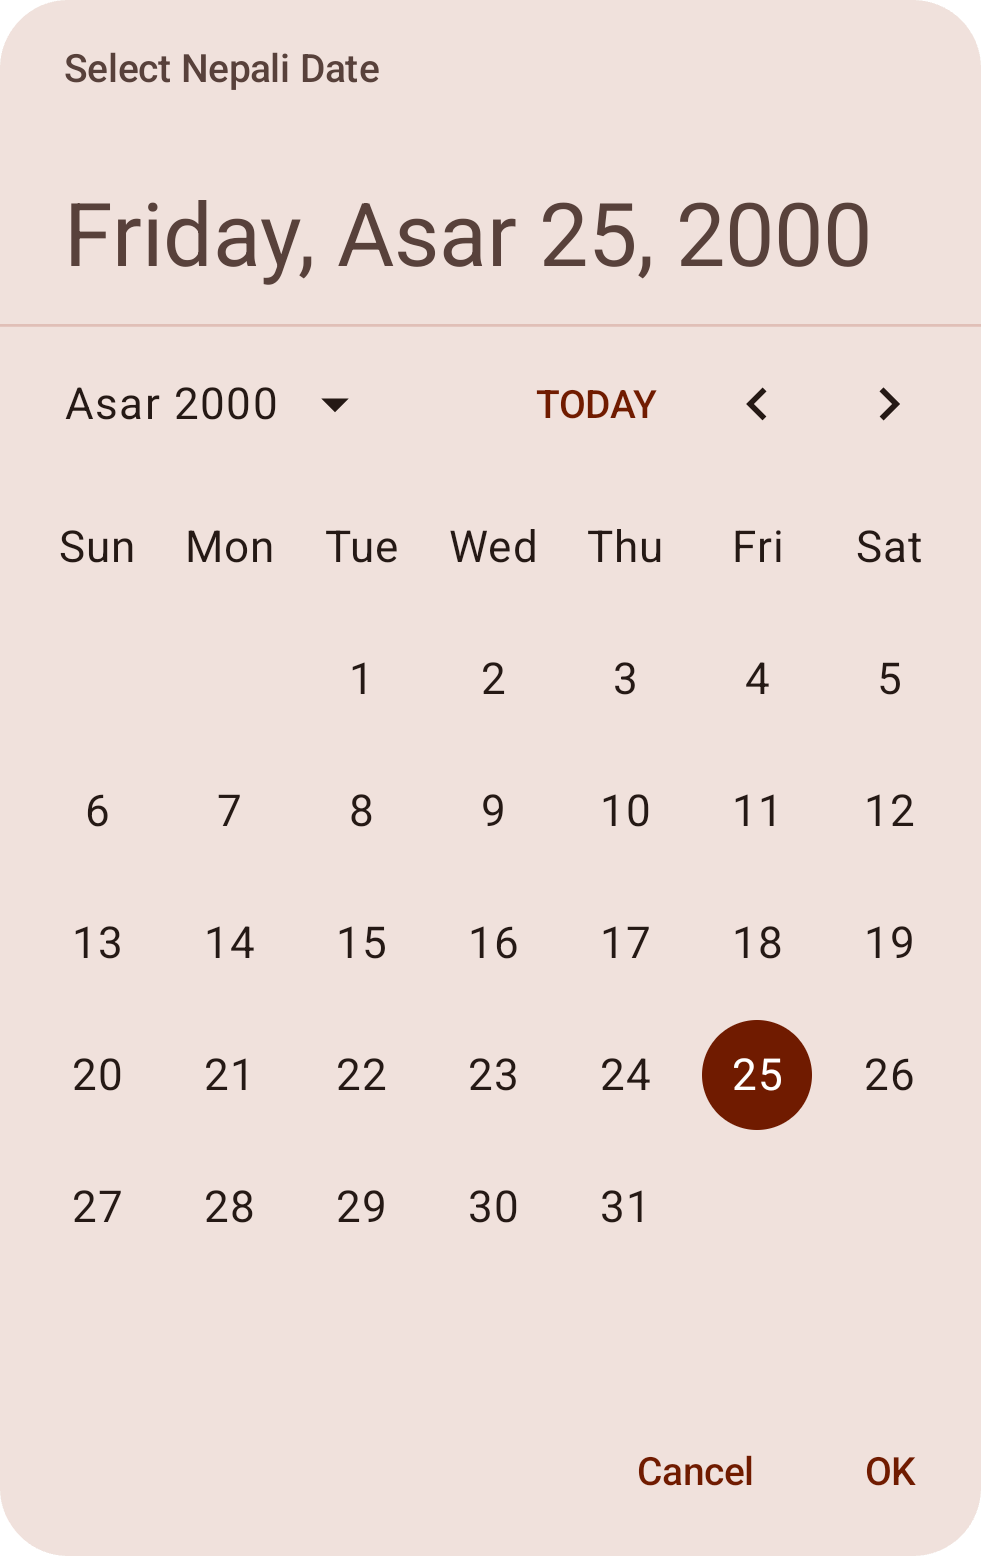 Select Nepali Date
Friday, Asar 25, 2000
Asar 2000 TODAY
Sun Mon Tue Wed Thu Fri Sat
1 2 3 4 5
6 7 8 9 10 11 12
13 14 15 16 17 18 19
20 21 22 23 24 25 26
27 28 29 30 31
Cancel OK